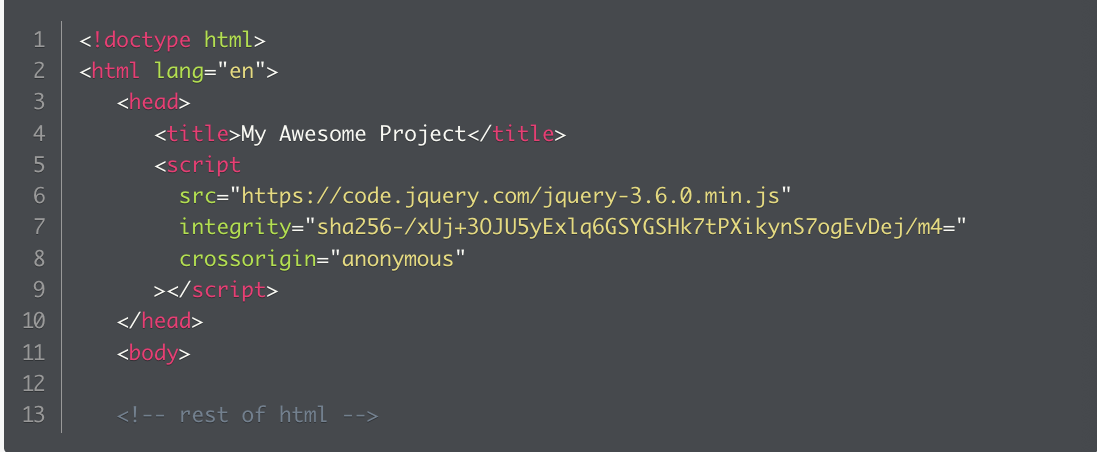 1 <!doctype html>
2 <html lang="en">
3 <head>
4 <title>My Awesome Project</title>
5 <script
6 src="https://code.jquery.com/jquery-3.6.0.min.js"
7 integrity="sha256-/xUj+3OJU5yExlq6GSYGSHk7tPXikynS7ogEvDej/m4="
8 crossorigin="anonymous"
9 ></script>
10 </head>
11 <body>
12
13 <!-- rest of html -->